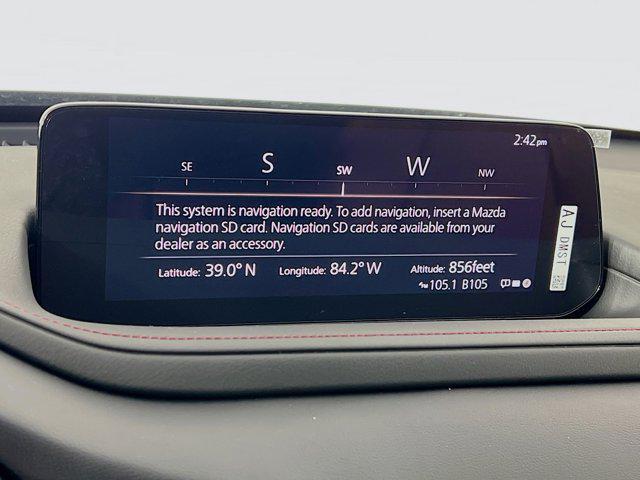 2:42pm
SE S SW W NW
This system is navigation ready. To add navigation, insert a Mazda
navigation SD card. Navigation SD cards are available from your
dealer as an accessory.
Latitude: 39.0° N Longitude: 84.2° W Altitude: 856feet
105.1 B105
AJ DMST